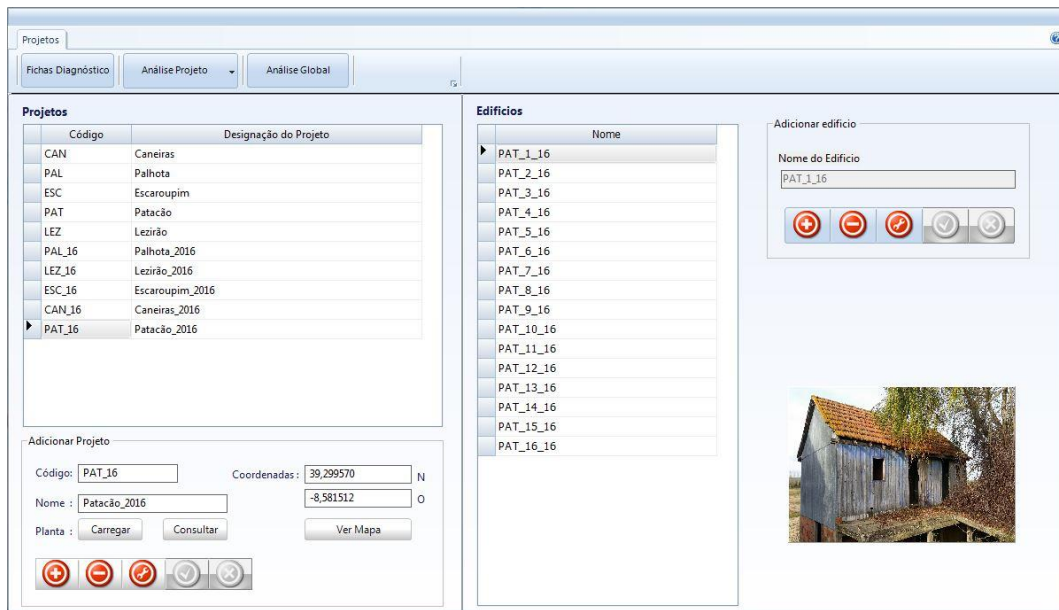 Projetos
Fichas Diagnóstico
Análise Projeto
Análise Global
Projetos
Código Designação do Projeto
CAN Caneiras
PAL Palhota
ESC Escaroupim
PAT Patacão
LEZ Lezirão
PAL_16 Palhota_2016
LEZ_16 Lezirão_2016
ESC_16 Escaroupim_2016
CAN_16 Caneiras_2016
PAT_16 Patacão_2016
Adicionar Projeto
Código: PAT_16
Coordenadas : 39,299570 N
-8,581512 O
Nome : Patacão_2016
Planta : Carregar Consultar
Ver Mapa
Edificios
Nome
PAT_1_16
PAT_2_16
PAT_3_16
PAT_4_16
PAT_5_16
PAT_6_16
PAT_7_16
PAT_8_16
PAT_9_16
PAT_10_16
PAT_11_16
PAT_12_16
PAT_13_16
PAT_14_16
PAT_15_16
PAT_16_16
Adicionar edificio
Nome do Edificio
PAT_1_16